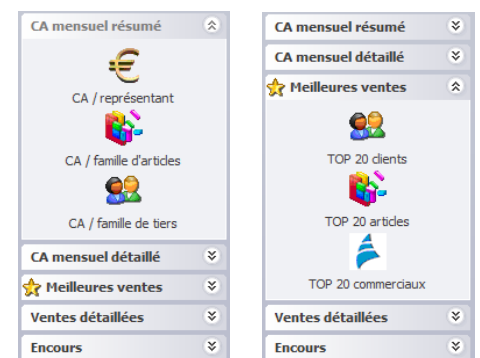 CA mensuel résumé
CA / représentant
CA / famille d'articles
CA / famille de tiers
CA mensuel détaillé
Meilleures ventes
Ventes détaillées
Encours
CA mensuel résumé
CA mensuel détaillé
Meilleures ventes
TOP 20 clients
TOP 20 articles
TOP 20 commerciaux
Ventes détaillées
Encours